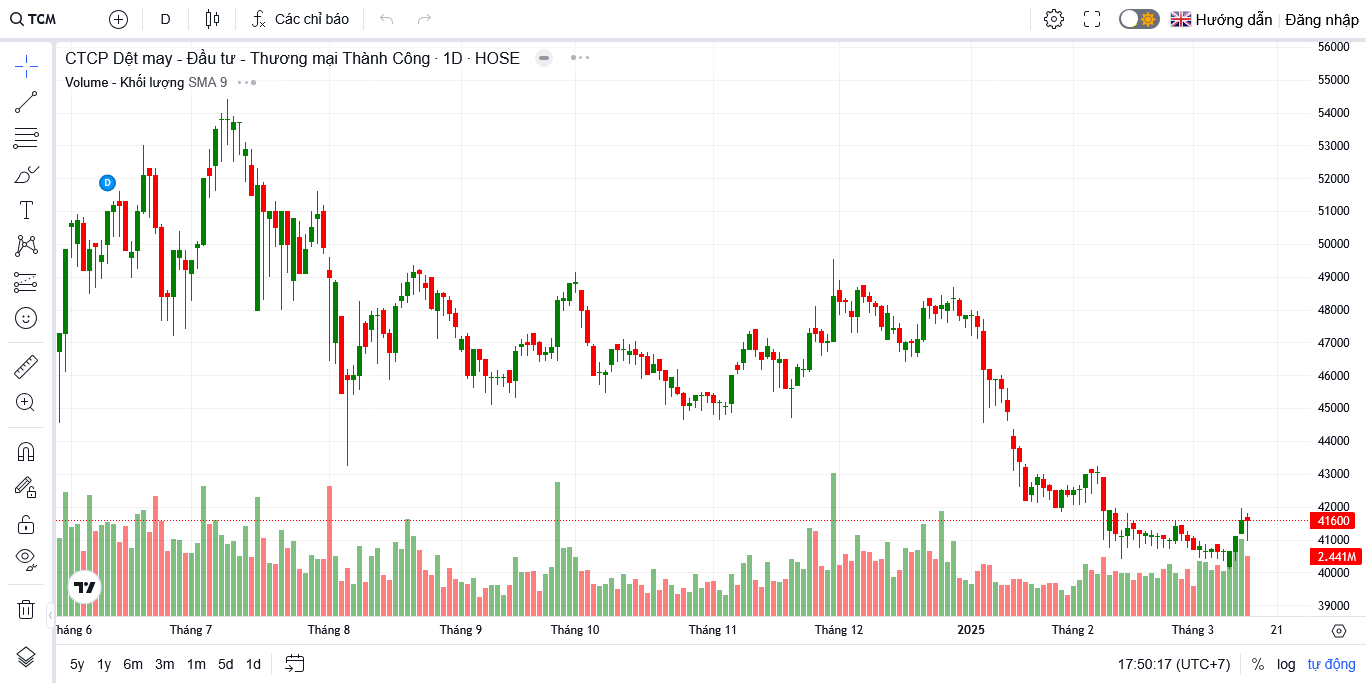 TCM D Các chỉ báo Hướng dẫn Đăng nhập
CTCP Dệt may - Đầu tư - Thương mại Thành Công · 1D · HOSE
Volume - Khối lượng SMA 9
D
56000
55000
54000
53000
52000
51000
50000
49000
48000
47000
46000
45000
44000
43000
42000
41600
41000
2.441M
40000
39000
háng 6 Tháng 7 Tháng 8 Tháng 9 Tháng 10 Tháng 11 Tháng 12 2025 Tháng 2 Tháng 3 21
5y 1y 6m 3m 1m 5d 1d 17:50:17 (UTC+7) % log tự động